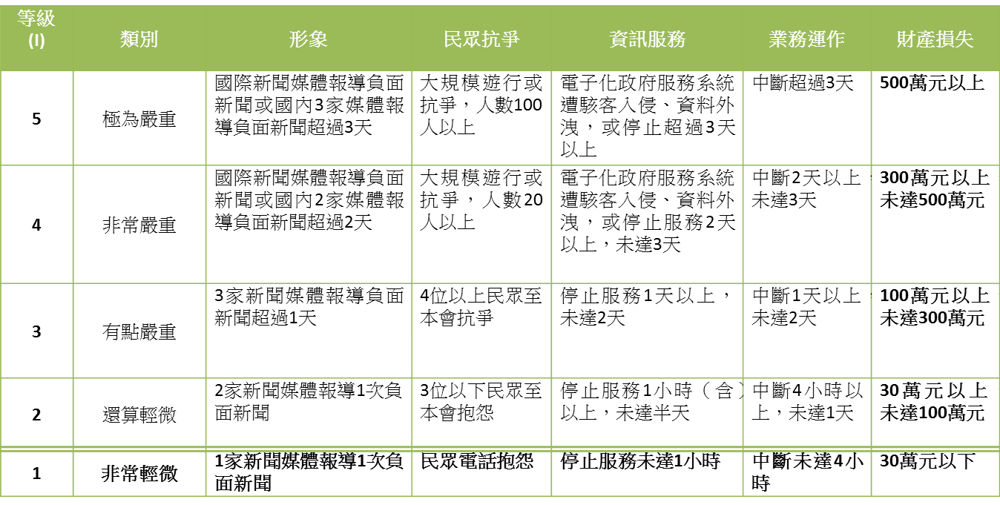 等級
(I)
類別
形象
民眾抗爭
資訊服務
業務運作
財產損失
5
極為嚴重
國際新聞媒體報導負面
新聞或國內3家媒體報
導負面新聞超過3天
大規模遊行或
抗爭，人數100
人以上
電子化政府服務系統
遭駭客入侵、資料外
洩，或停止超過3天
以上
中斷超過3天
500萬元以上
4
非常嚴重
國際新聞媒體報導負面
新聞或國內2家媒體報
導負面新聞超過2天
大規模遊行或
抗爭，人數20
人以上
電子化政府服務系統
遭駭客入侵、資料外
洩，或停止服務2天
以上，未達3天
中斷2天以上，
未達3天
300萬元以上，
未達500萬元
3
有點嚴重
3家新聞媒體報導負面
新聞超過1天
4位以上民眾至
本會抗爭
停止服務1天以上，
未達2天
中斷1天以上，
未達2天
100萬元以上，
未達300萬元
2
還算輕微
2家新聞媒體報導1次負
面新聞
3位以下民眾至
本會抱怨
停止服務1小時（含）
以上，未達半天
中斷4小時以
上，未達1天
30萬元以上
未達100萬元
1
非常輕微
1家新聞媒體報導1次負
面新聞
民眾電話抱怨
停止服務未達1小時
中斷未達4小
時
30萬元以下